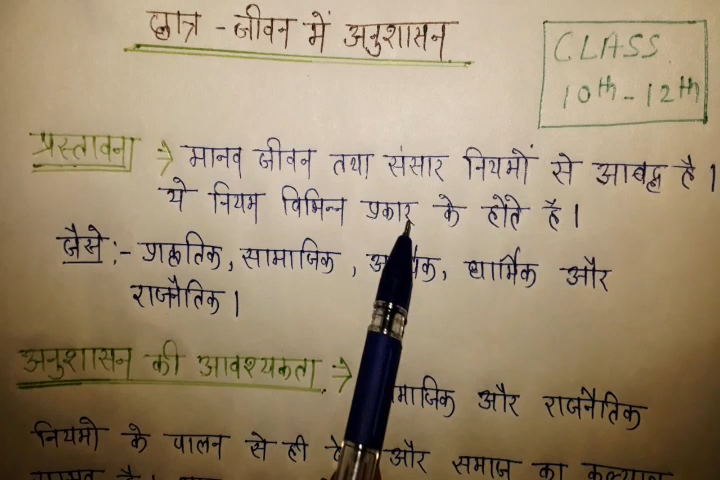 छात्र - जीवन में अनुशासन
CLASS
10th - 12th
प्रस्तावना → मानव जीवन तथा संसार नियमों से आबद्ध है।
ये नियम विभिन्न प्रकार के होते है।
जैसे :- प्राकृतिक, सामाजिक, धार्मिक और
राजनैतिक।
अनुशासन की आवश्यकता → और राजनैतिक
नियमो के पालन से ही और समाज का कल्याण